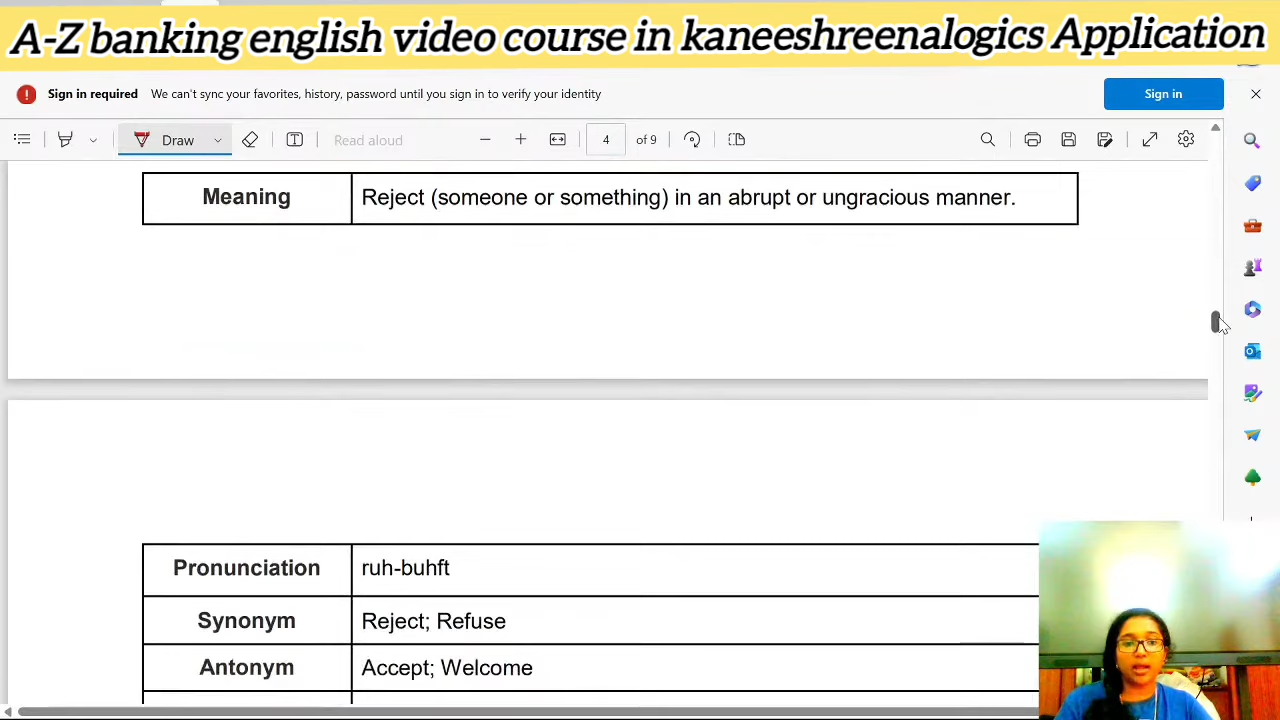 A-Z banking english video course in kaneeshreenalogics Application
Sign in required We can't sync your favorites, history, password until you sign in to verify your identity Sign in
Draw Read aloud 4 of 9
Meaning Reject (someone or something) in an abrupt or ungracious manner.
Pronunciation ruh-buhft
Synonym Reject; Refuse
Antonym Accept; Welcome